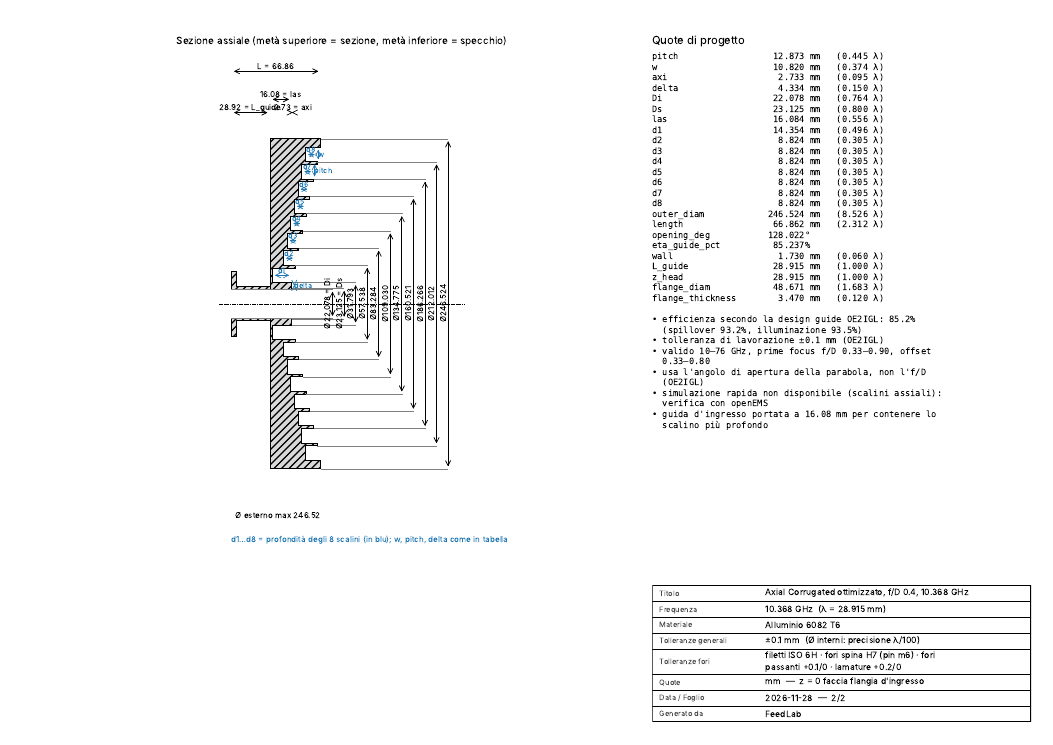 Sezione assiale (metà superiore = sezione, metà inferiore = specchio)
L = 66.86
16.08 = las
28.92 = L_guide
2.73 = axi
w
pitch
delta
Ø22.078 = Di
Ø23.125 = Ds
Ø31.793
Ø57.538
Ø83.284
Ø109.030
Ø134.775
Ø160.521
Ø186.266
Ø212.012
Ø246.524
Ø esterno max 246.52
d1...d8 = profondità degli 8 scalini (in blu); w, pitch, delta come in tabella
Quote di progetto
pitch 12.873 mm (0.445 λ)
w 10.820 mm (0.374 λ)
axi 2.733 mm (0.095 λ)
delta 4.334 mm (0.150 λ)
Di 22.078 mm (0.764 λ)
Ds 23.125 mm (0.800 λ)
las 16.084 mm (0.556 λ)
d1 14.354 mm (0.496 λ)
d2 8.824 mm (0.305 λ)
d3 8.824 mm (0.305 λ)
d4 8.824 mm (0.305 λ)
d5 8.824 mm (0.305 λ)
d6 8.824 mm (0.305 λ)
d7 8.824 mm (0.305 λ)
d8 8.824 mm (0.305 λ)
outer_diam 246.524 mm (8.526 λ)
length 66.862 mm (2.312 λ)
opening_deg 128.022°
eta_guide_pct 85.237%
wall 1.730 mm (0.060 λ)
L_guide 28.915 mm (1.000 λ)
z_head 28.915 mm (1.000 λ)
flange_diam 48.671 mm (1.683 λ)
flange_thickness 3.470 mm (0.120 λ)
• efficienza secondo la design guide OE2IGL: 85.2%
(spillover 93.2%, illuminazione 93.5%)
• tolleranza di lavorazione ±0.1 mm (OE2IGL)
• valido 10–76 GHz, prime focus f/D 0.33–0.90, offset
0.33–0.80
• usa l'angolo di apertura della parabola, non l'f/D
(OE2IGL)
• simulazione rapida non disponibile (scalini assiali):
verifica con openEMS
• guida d'ingresso portata a 16.08 mm per contenere lo
scalino più profondo
Titolo Axial Corrugated ottimizzato, f/D 0.4, 10.368 GHz
Frequenza 10.368 GHz (λ = 28.915 mm)
Materiale Alluminio 6082 T6
Tolleranze generali ±0.1 mm (Ø interni: precisione λ/100)
Tolleranze fori filetti ISO 6H · fori spina H7 (pin m6) · fori
passanti +0.1/0 · lamature +0.2/0
Quote mm — z = 0 faccia flangia d'ingresso
Data / Foglio 2026-11-28 — 2/2
Generato da FeedLab